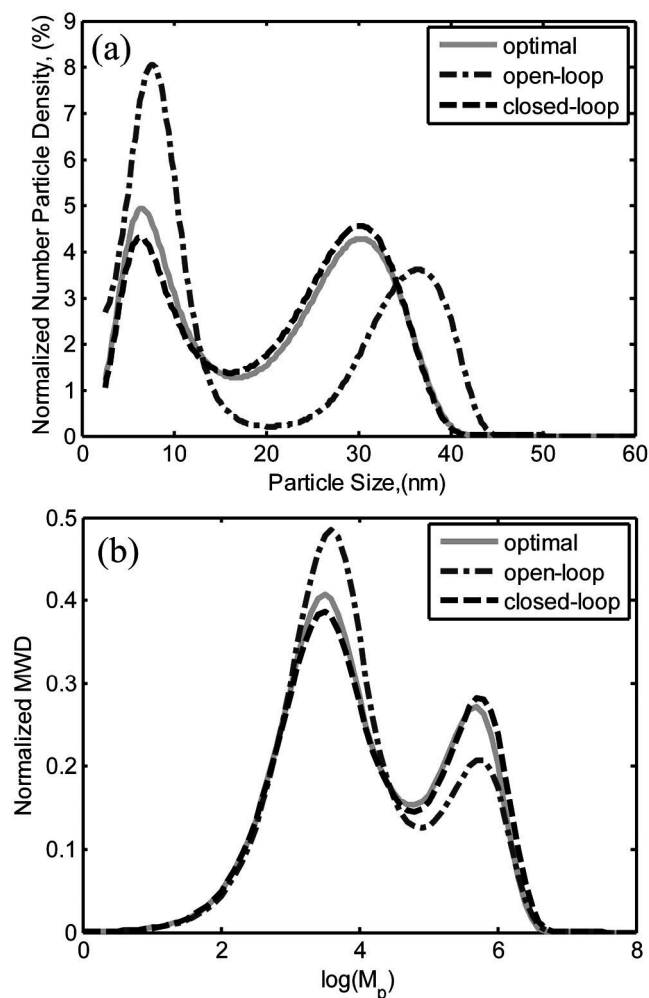 (a)
optimal
open-loop
closed-loop
Normalized Number Particle Density, (%)
9
8
7
6
5
4
3
2
1
0
0 10 20 30 40 50 60
Particle Size,(nm)
(b)
optimal
open-loop
closed-loop
Normalized MWD
0.5
0.4
0.3
0.2
0.1
0
0 2 4 6 8
log(Mp)